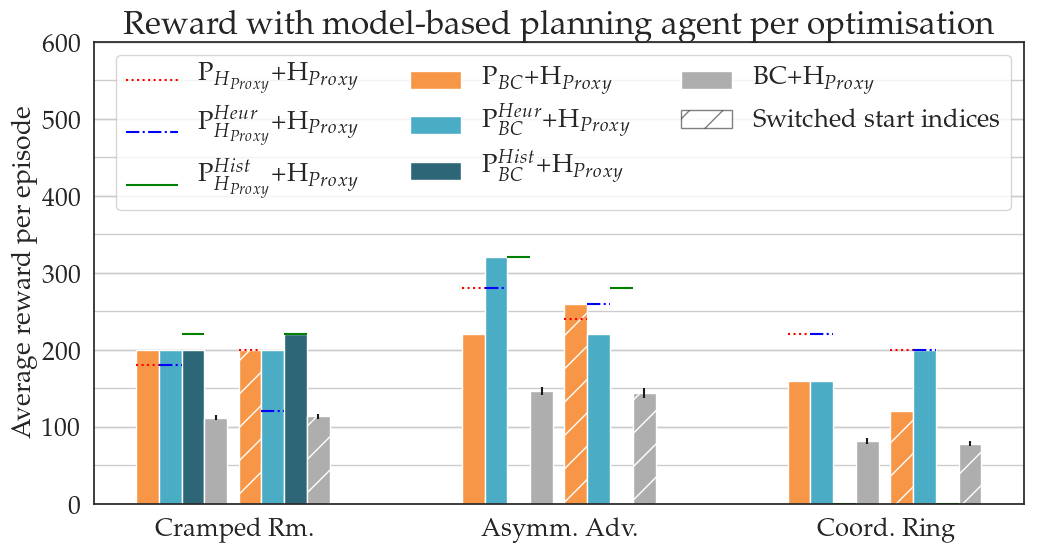 Reward with model-based planning agent per optimisation
Average reward per episode
600
500
400
300
200
100
0
P_{H_{Proxy}}+H_{Proxy}
P^{Heur}_{H_{Proxy}}+H_{Proxy}
P^{Hist}_{H_{Proxy}}+H_{Proxy}
P_{BC}+H_{Proxy}
P^{Heur}_{BC}+H_{Proxy}
P^{Hist}_{BC}+H_{Proxy}
BC+H_{Proxy}
Switched start indices
Cramped Rm.
Asymm. Adv.
Coord. Ring